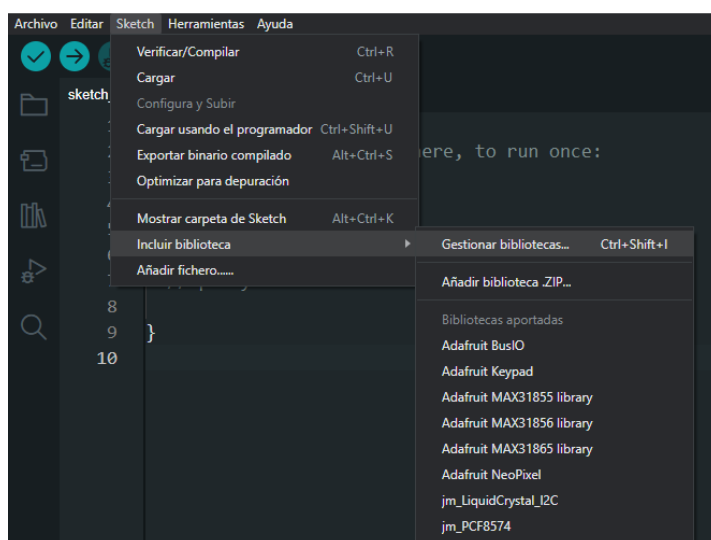 Archivo Editar Sketch Herramientas Ayuda
Verificar/Compilar Ctrl+R
Cargar Ctrl+U
sketch_
Configura y Subir
Cargar usando el programador Ctrl+Shift+U
Exportar binario compilado Alt+Ctrl+S
ere, to run once:
Optimizar para depuración
Mostrar carpeta de Sketch Alt+Ctrl+K
Incluir biblioteca
Gestionar bibliotecas... Ctrl+Shift+I
Añadir fichero......
Añadir biblioteca .ZIP...
8
Bibliotecas aportadas
9 }
Adafruit BusIO
10
Adafruit Keypad
Adafruit MAX31855 library
Adafruit MAX31856 library
Adafruit MAX31865 library
Adafruit NeoPixel
jm_LiquidCrystal_I2C
jm_PCF8574